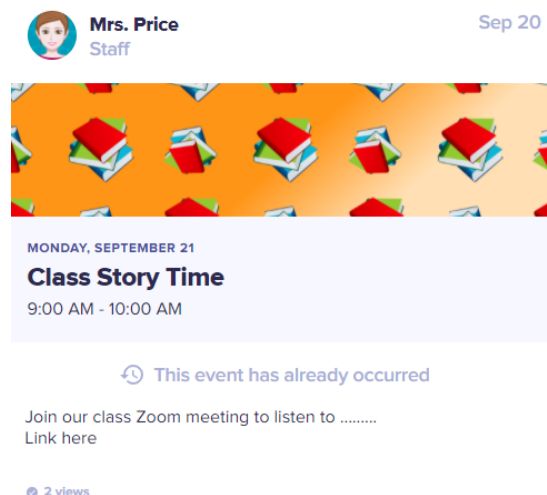 Mrs. Price
Sep 20
Staff
MONDAY, SEPTEMBER 21
Class Story Time
9:00 AM - 10:00 AM
This event has already occurred
Join our class Zoom meeting to listen to .........
Link here
2 views